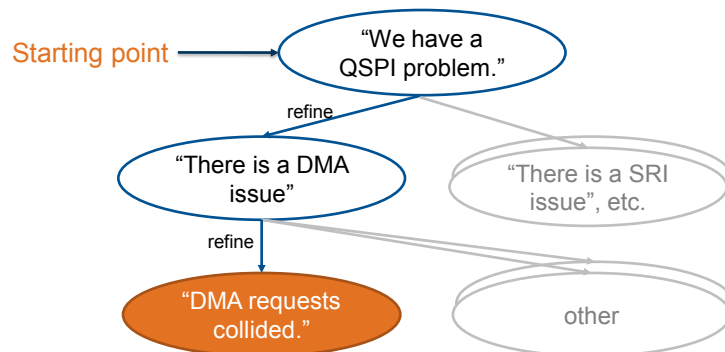 Starting point
“We have a
QSPI problem.”
refine
“There is a DMA
issue”
“There is a SRI
issue”, etc.
refine
“DMA requests
collided.”
other